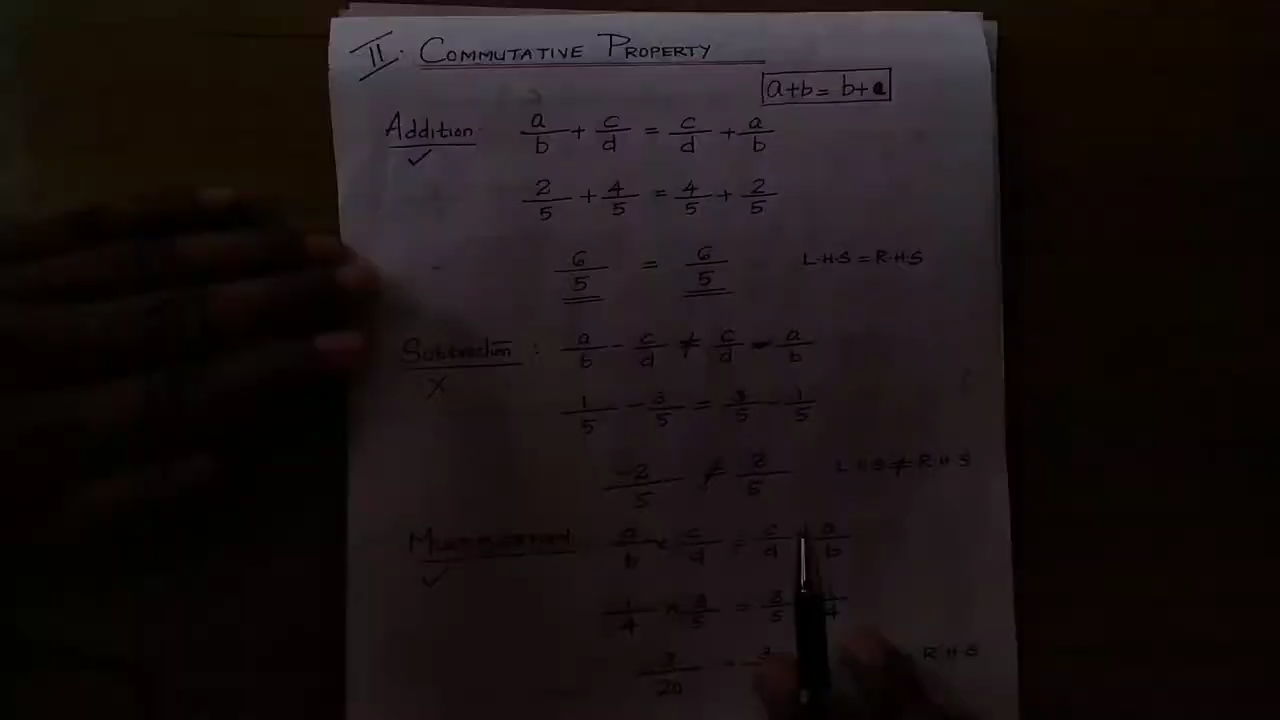 II. COMMUTATIVE PROPERTY
a+b = b+a
Addition a/b + c/d = c/d + a/b
✓
2/5 + 4/5 = 4/5 + 2/5
6/5 = 6/5 L.H.S = R.H.S
Subtraction : a/b - c/d ≠ c/d - a/b
X
1/5 - 3/5 = 3/5 - 1/5
-2/5 ≠ 2/5 L.H.S ≠ R.H.S
MULTIPLICATION a/b × c/d = c/d a/b
✓
1/4 × 3/5 = 3/5 1/4
3/20 = R.H.S